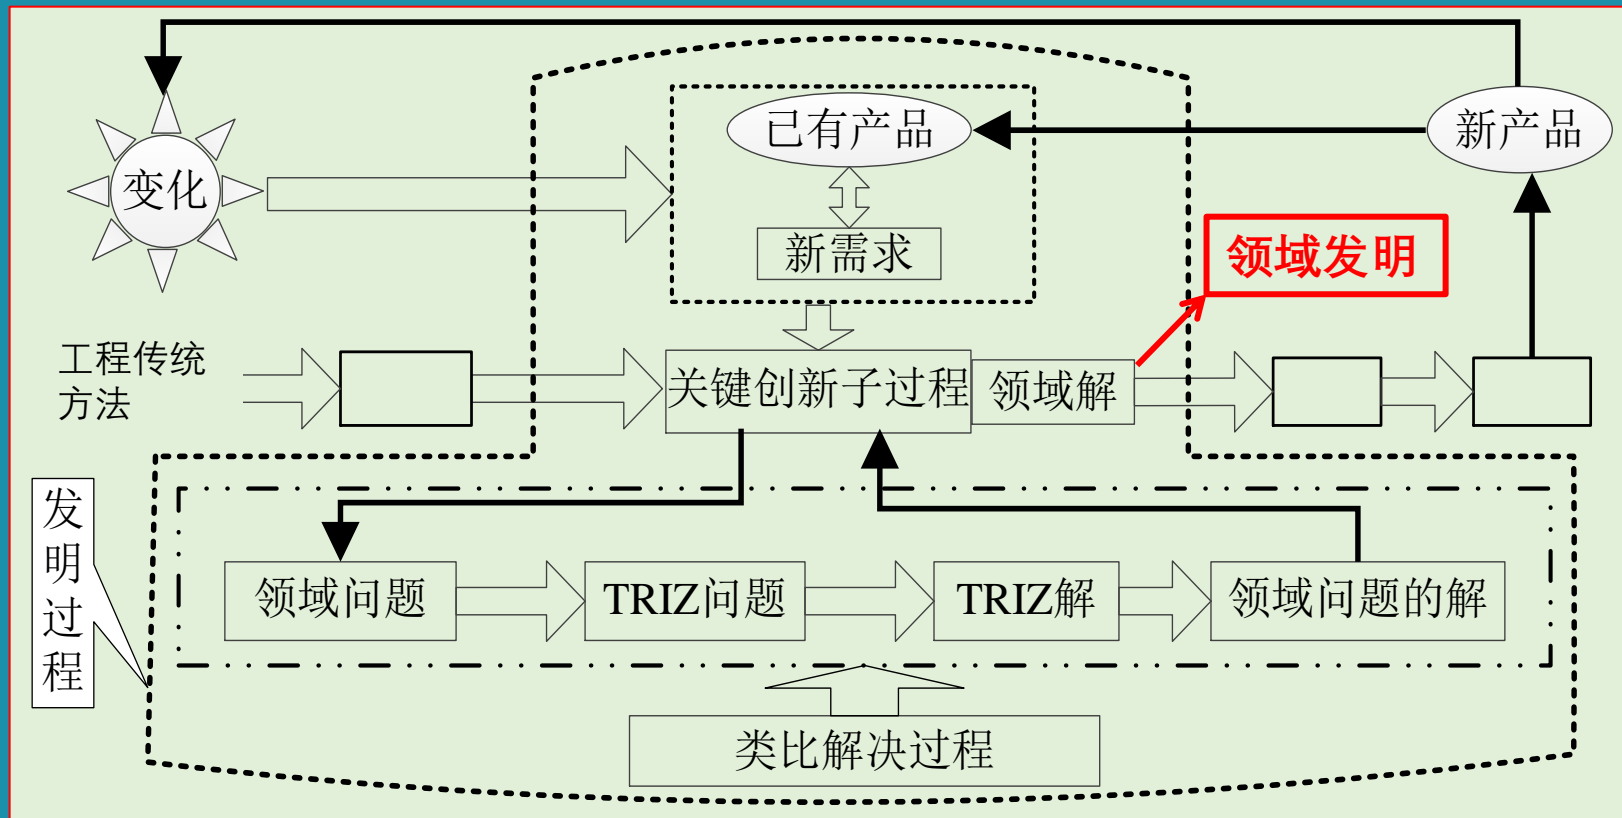 已有产品
新产品
变化
新需求
领域发明
工程传统
方法
关键创新子过程
领域解
发明过程
领域问题
TRIZ问题
TRIZ解
领域问题的解
类比解决过程